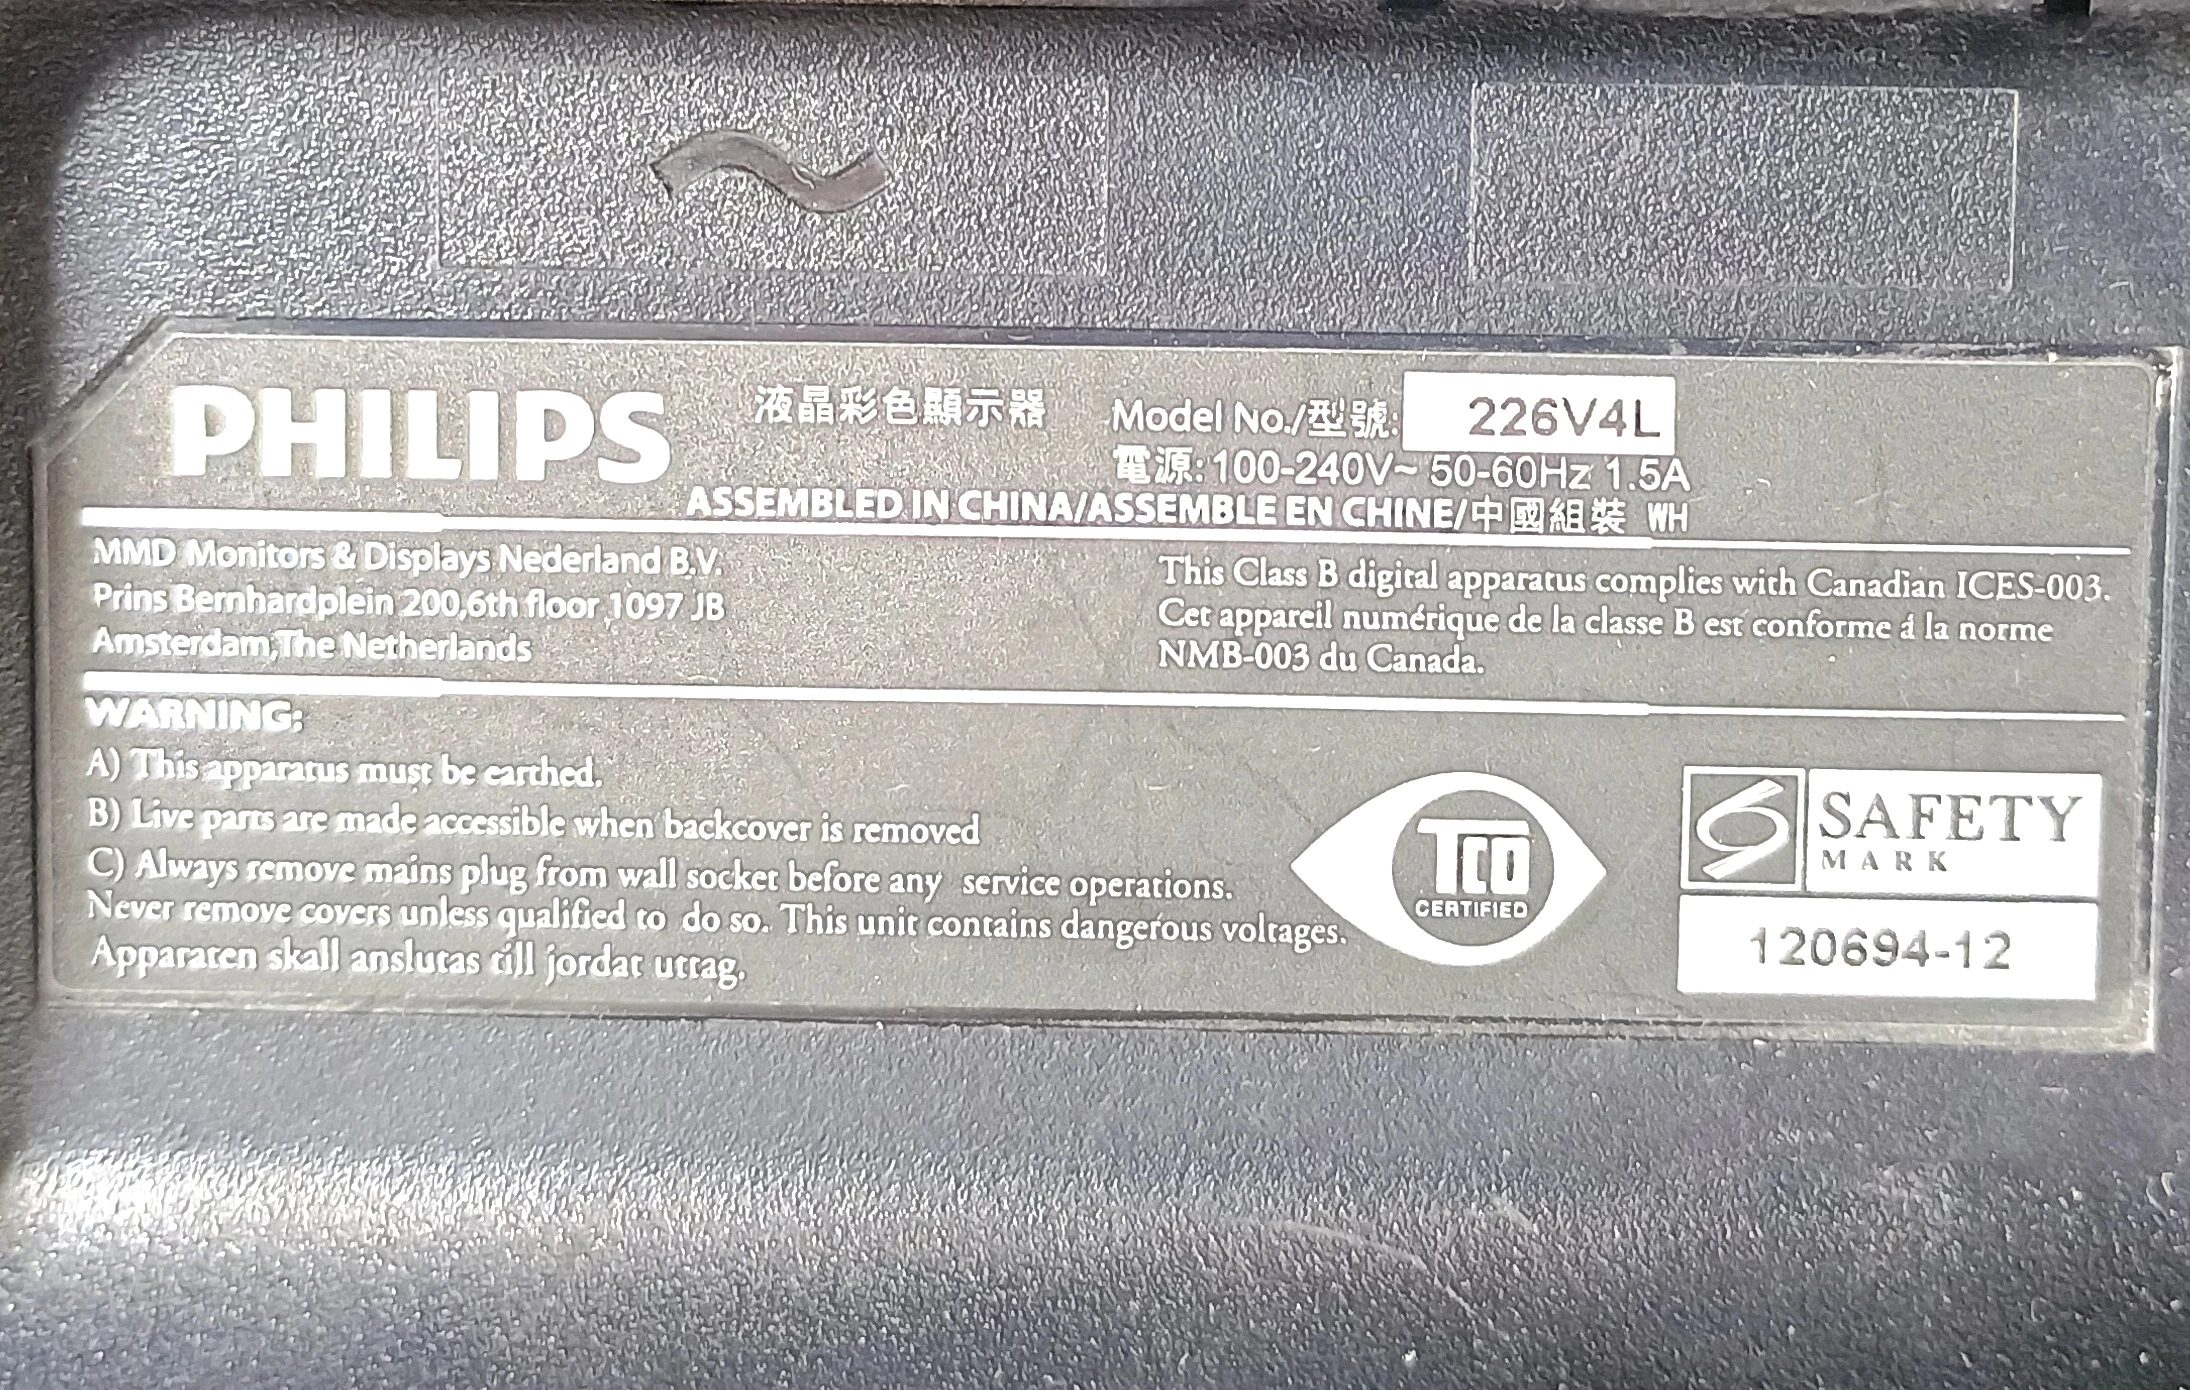 PHILIPS 液晶彩色顯示器 Model No./型號: 226V4L
電源: 100-240V~ 50-60Hz 1.5A
ASSEMBLED IN CHINA/ASSEMBLE EN CHINE/中國組裝 WH
MMD Monitors & Displays Nederland B.V.
Prins Bernhardplein 200,6th floor ,1097 JB
Amsterdam,The Netherlands
This Class B digital apparatus complies with Canadian ICES-003.
Cet appareil numérique de la classe B est conforme á la norme
NMB-003 du Canada.
WARNING:
A) This apparatus must be earthed.
B) Live parts are made accessible when backcover is removed
C) Always remove mains plug from wall socket before any service operations.
Never remove covers unless qualified to do so. This unit contains dangerous voltages.
Apparaten skall anslutas till jordat uttag.
TCO
CERTIFIED
SAFETY
MARK
120694-12